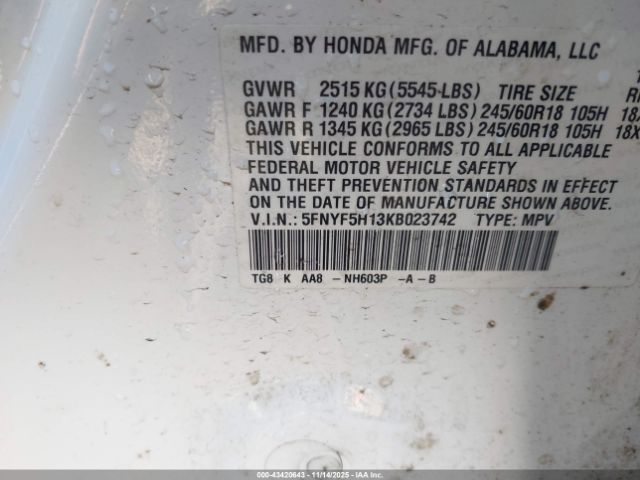 MFD. BY HONDA MFG. OF ALABAMA, LLC
GVWR 2515 KG (5545 LBS) TIRE SIZE
GAWR F 1240 KG (2734 LBS) 245/60R18 105H
GAWR R 1345 KG (2965 LBS) 245/60R18 105H
THIS VEHICLE CONFORMS TO ALL APPLICABLE
FEDERAL MOTOR VEHICLE SAFETY
AND THEFT PREVENTION STANDARDS IN EFFECT
ON THE DATE OF MANUFACTURE SHOWN ABOVE.
V.I.N.: 5FNYF5H13KB023742 TYPE: MPV
TG8 K AA8 - NH603P - A - B
000-43420643 11/14/2025 IAAI.COM